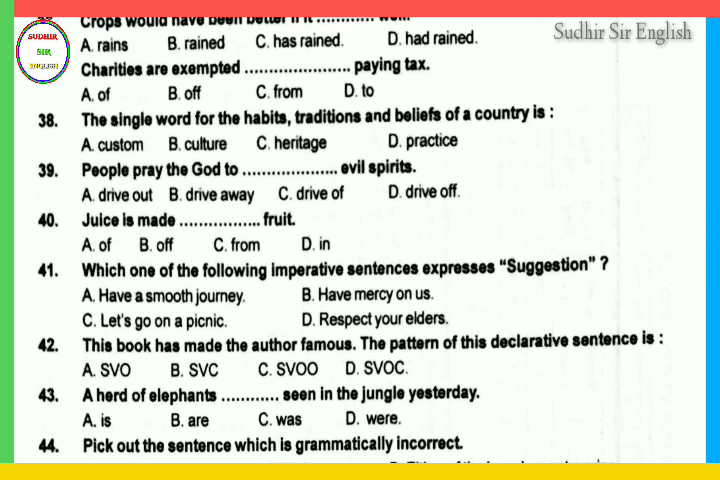 Crops would have been better if it ............ well.
SUDHIR
SIR
ENGLISH
Sudhir Sir English
A. rains B. rained C. has rained. D. had rained.
Charities are exempted ...................... paying tax.
A. of B. off C. from D. to
38. The single word for the habits, traditions and beliefs of a country is :
A. custom B. culture C. heritage D. practice
39. People pray the God to .................... evil spirits.
A. drive out B. drive away C. drive of D. drive off.
40. Juice is made ................. fruit.
A. of B. off C. from D. in
41. Which one of the following imperative sentences expresses “Suggestion” ?
A. Have a smooth journey. B. Have mercy on us.
C. Let's go on a picnic. D. Respect your elders.
42. This book has made the author famous. The pattern of this declarative sentence is :
A. SVO B. SVC C. SVOO D. SVOC.
43. A herd of elephants ............ seen in the jungle yesterday.
A. is B. are C. was D. were.
44. Pick out the sentence which is grammatically incorrect.